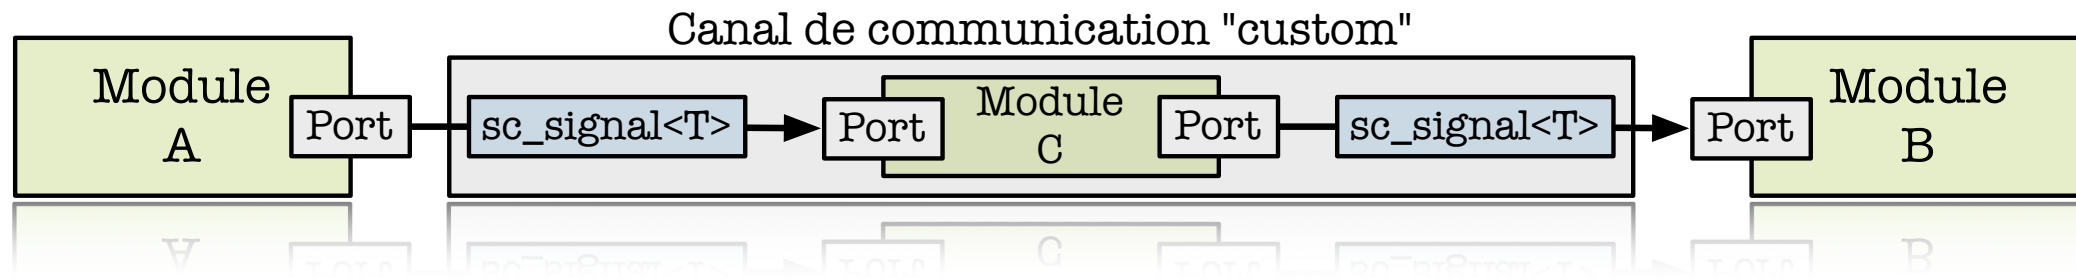 Canal de communication "custom"
Module
A
Port
sc_signal<T>
Port
Module
C
Port
sc_signal<T>
Port
Module
B